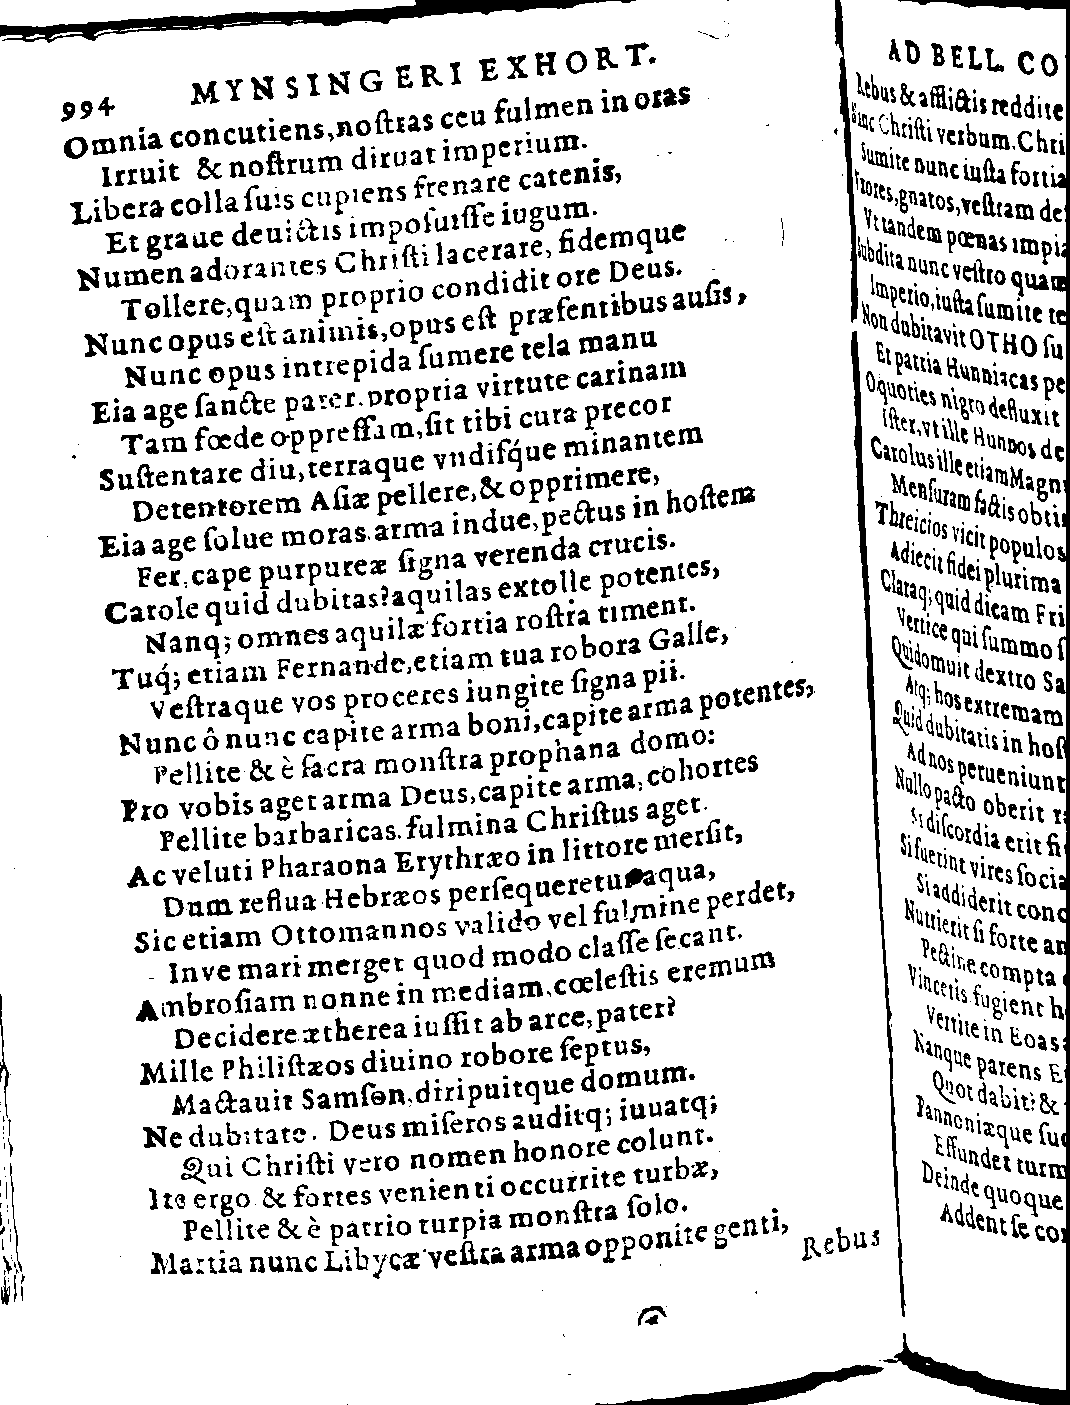 994 MYNSINGERI EXHORT.
Omnia concutiens, noſtras ceu fulmen in oras
Irruit & noſtrum diruat imperium.
Libera colla ſuis cupiens frenare catenis,
Et graue deuictis impoſuiſſe iugum.
Numen adorantes Chriſti lacerare, fidemque
Tollere, quam proprio condidit ore Deus.
Nunc opus eſt animis, opus eſt præſentibus auſis,
Nunc opus intrepida ſumere tela manu
Eia age ſancte pater. propria virtute carinam
Tam fœde oppreſſam, ſit tibi cura precor
Suſtentare diu, terraque vndiſq́ue minantem
Detentorem Aſiæ pellere, & opprimere,
Eia age ſolue moras. arma indue, pectus in hoſtem
Fer. cape purpureæ ſigna verenda crucis.
Carole quid dubitas? aquilas extolle potentes,
Nanq; omnes aquilæ fortia roſtra timent.
Tuq́; etiam Fernande, etiam tua robora Galle,
Veſtraque vos proceres iungite ſigna pii.
Nunc ô nunc capite arma boni, capite arma potentes,
Pellite & è ſacra monſtra prophana domo:
Pro vobis aget arma Deus, capite arma, cohortes
Pellite barbaricas. fulmina Chriſtus aget.
Ac veluti Pharaona Erythræo in littore merſit,
Dum reflua Hebræos perſequeretur aqua,
Sic etiam Ottomannos valido vel fulmine perdet,
Inve mari merget quod modo claſſe ſecant.
Ambroſiam nonne in mediam, cœleſtis eremum
Decidere ætherea iuſſit ab arce, pater?
Mille Philiſtæos diuino robore ſeptus,
Mactauit Samſon, diripuitque domum.
Ne dubitate. Deus miſeros auditq; iuuatq;
Qui Chriſti vero nomen honore colunt.
Ite ergo & fortes venienti occurrite turbæ,
Pellite & è patrio turpia monſtra ſolo.
Martia nunc Libycæ veſtra arma opponite genti,
Rebus
AD BELL. CO
Rebus & afflictis reddite
Hinc Chriſti verbum. Chri
Sumite nunc iuſta fortia
Vxores, gnatos, veſtram de
Vt tandem pœnas impia
Subdita nunc veſtro quam
Imperio, iuſta ſumite te
Non dubitavit OTHO ſu
Et patria Hunniacas pe
O quoties nigro defluxit
Iſter, vt ille Hunnos de
Carolus ille etiam Magn
Menſuram factis obti
Threicios vicit populos
Adiecit fidei plurima
Claraq; quid dicam Fri
Vertice qui ſummo ſ
Quidomuit dextro Sa
Atq; hos extremam
Quid dubitatis in hoſ
Ad nos perueniunt
Nullo pacto oberit
Si diſcordia erit fi
Si fuerint vires ſocia
Si addiderit conc
Nutrierit ſi forte an
Pectine compta
Vincetis fugient h
Vertite in Eoas
Nanque parens E
Quot dabit? &
Pannoniæque ſu
Effundet turm
Deinde quoque
Addent ſe co